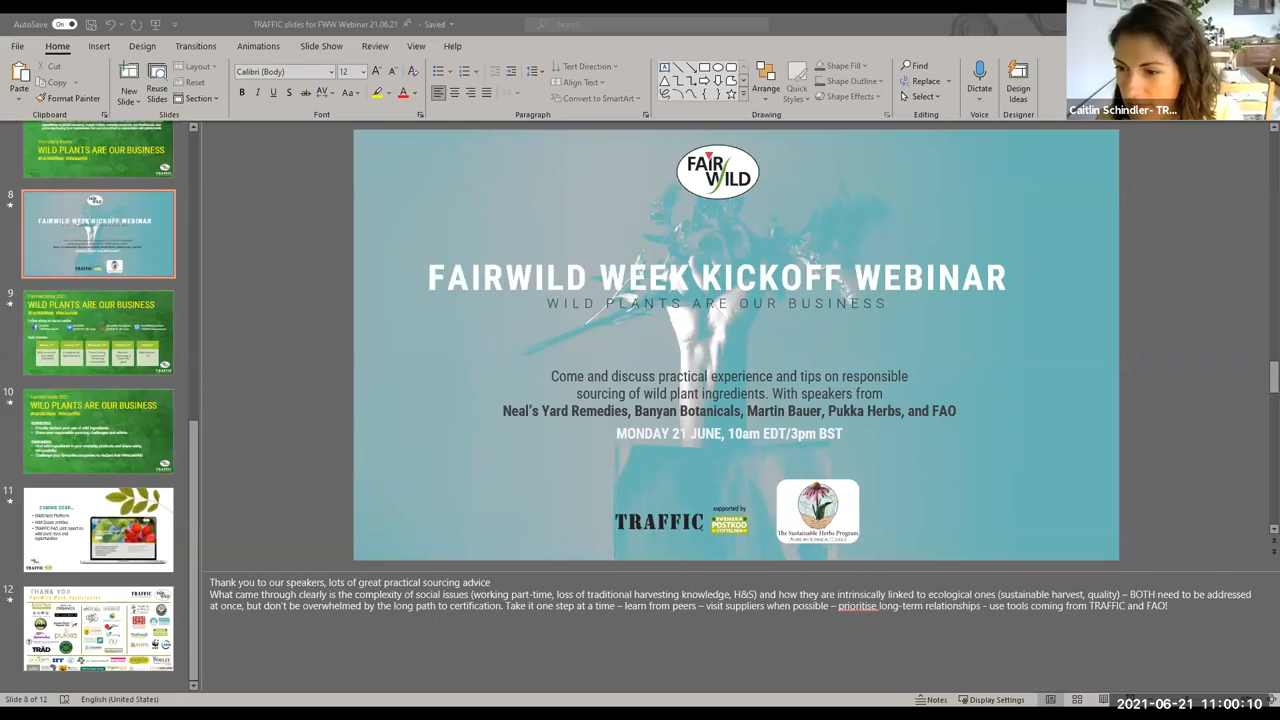 AutoSave On TRAFFIC slides for FWW Webinar 21.06.21 - Saved Search
File Home Insert Design Transitions Animations Slide Show Review View Help
Cut
Copy
Format Painter
Paste
Clipboard
New
Slide
Reuse
Slides
Layout
Reset
Section
Slides
Calibri (Body) 12
Font
Text Direction
Align Text
Convert to SmartArt
Paragraph
Arrange
Quick
Styles
Shape Fill
Shape Outline
Shape Effects
Drawing
Find
Replace
Select
Editing
Dictate
Voice
Design
Ideas
Designer
Caitlin Schindler- TR...
WILD PLANTS ARE OUR BUSINESS
TRAFFIC
8
FAIRWILD WEEK KICKOFF WEBINAR
9
WILD PLANTS ARE OUR BUSINESS
10
WILD PLANTS ARE OUR BUSINESS
11
COMING SOON...
12
THANK YOU
TRAFFIC
FAIR
WILD
FAIRWILD WEEK KICKOFF WEBINAR
WILD PLANTS ARE OUR BUSINESS
Come and discuss practical experience and tips on responsible
sourcing of wild plant ingredients. With speakers from
Neal's Yard Remedies, Banyan Botanicals, Martin Bauer, Pukka Herbs, and FAO
MONDAY 21 JUNE, 10am EDT/3pm BST
TRAFFIC
supported by
SVENSKA
POSTKOD
STIFTELSEN
The Sustainable Herbs Program
AMERICAN BOTANICAL COUNCIL
Thank you to our speakers, lots of great practical sourcing advice
What came through clearly is the complexity of social issues (working part-time, loss of traditional harvesting knowledge, H&S) and how they are intrinsically linked to ecological ones (sustainable harvest, quality) – BOTH need to be addressed
at once, but don't be overwhelmed by the long path to certification. Take it one step at a time – learn from peers – visit suppliers when possible – prioritise long-term relationships - use tools coming from TRAFFIC and FAO!
Slide 8 of 12 English (United States) Notes Display Settings
2021-06-21 11:00:10